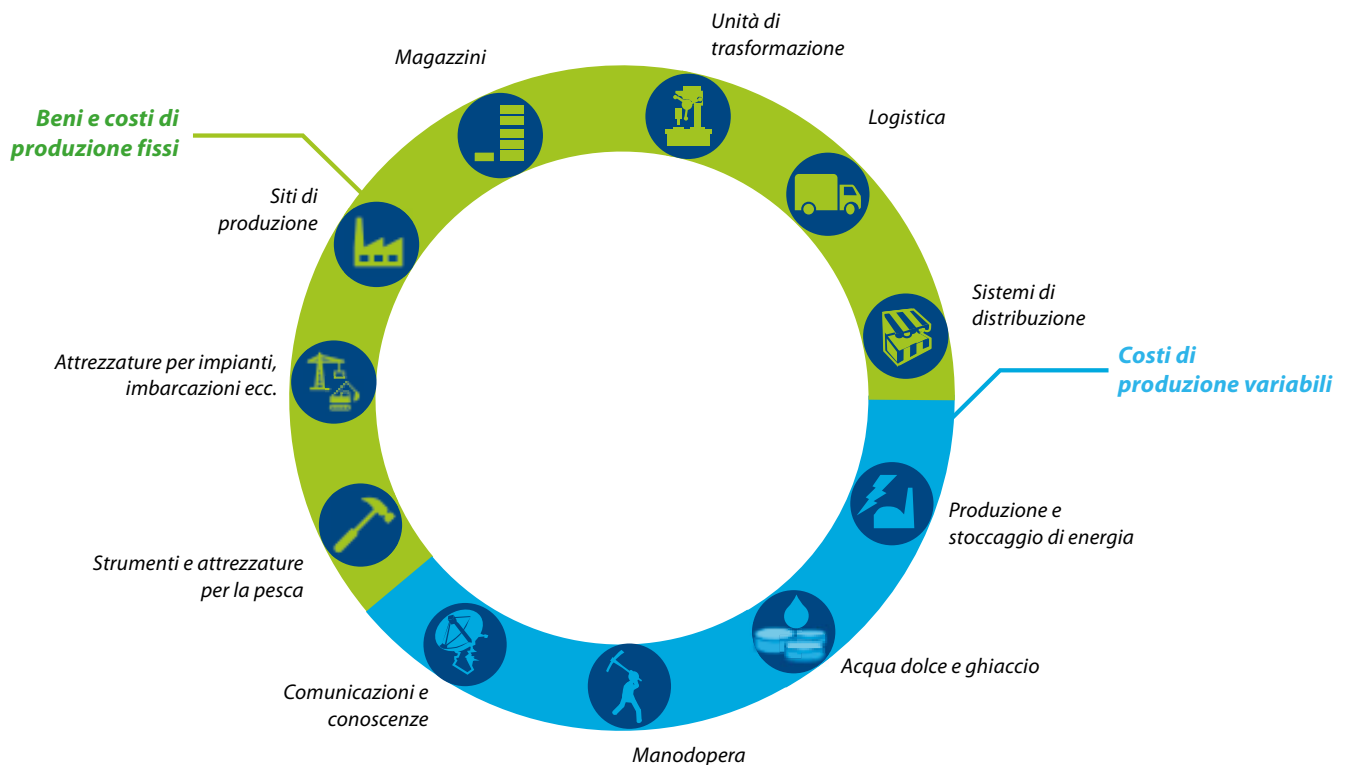 Unità di
trasformazione
Magazzini
Logistica
Beni e costi di
produzione fissi
Siti di
produzione
Sistemi di
distribuzione
Costi di
produzione variabili
Attrezzature per impianti,
imbarcazioni ecc.
Produzione e
stoccaggio di energia
Strumenti e attrezzature
per la pesca
Acqua dolce e ghiaccio
Comunicazioni e
conoscenze
Manodopera